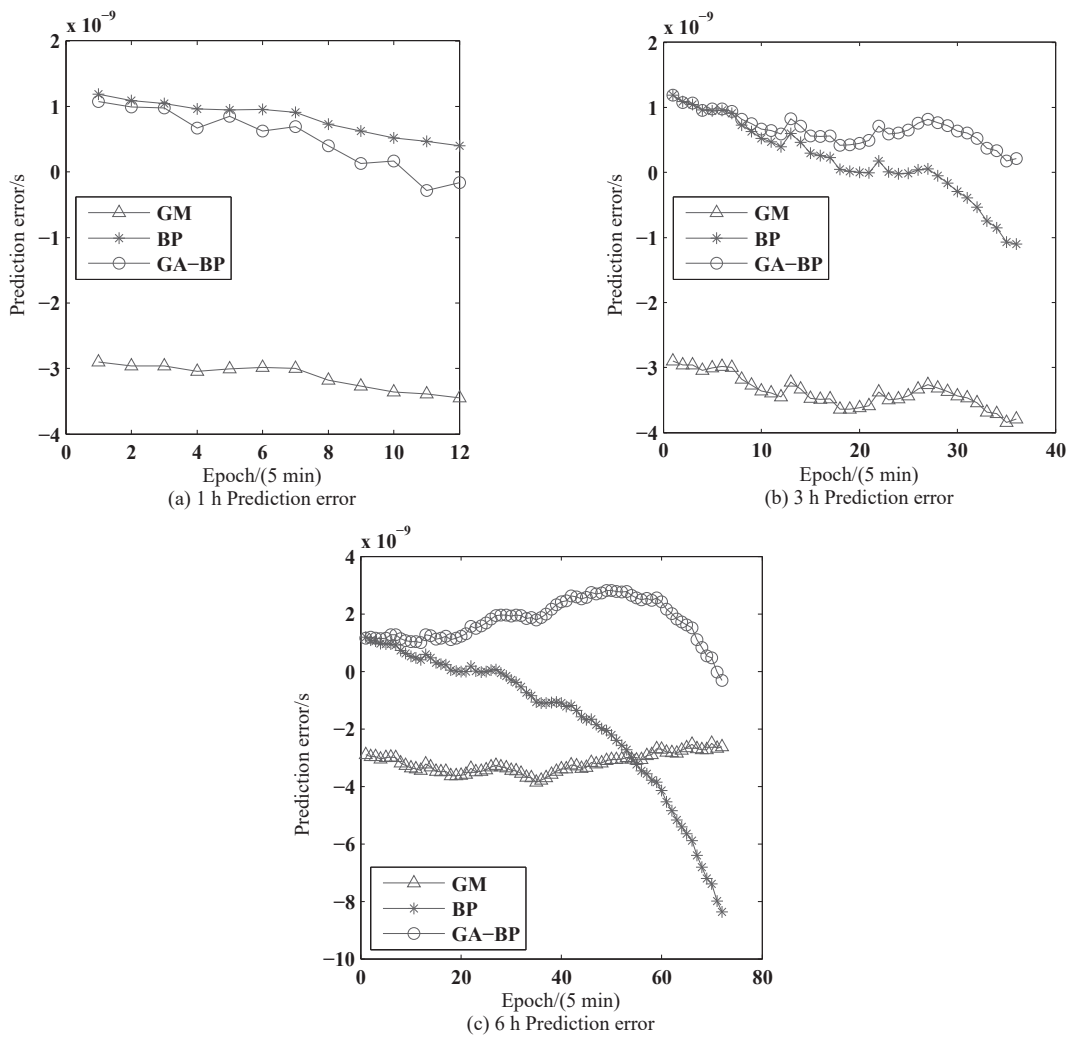 x 10⁻⁹
2
1
0
−1
−2
−3
−4
0 2 4 6 8 10 12
Prediction error/s
GM
BP
GA−BP
Epoch/(5 min)
(a) 1 h Prediction error
x 10⁻⁹
2
1
0
−1
−2
−3
−4
0 10 20 30 40
Prediction error/s
GM
BP
GA−BP
Epoch/(5 min)
(b) 3 h Prediction error
x 10⁻⁹
4
2
0
−2
−4
−6
−8
−10
0 20 40 60 80
Prediction error/s
GM
BP
GA−BP
Epoch/(5 min)
(c) 6 h Prediction error